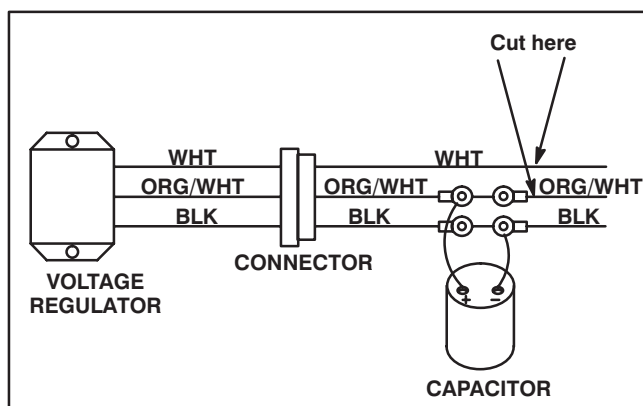 Cut here
WHT WHT
ORG/WHT ORG/WHT ORG/WHT
BLK BLK BLK
VOLTAGE
REGULATOR
CONNECTOR
+ −
CAPACITOR